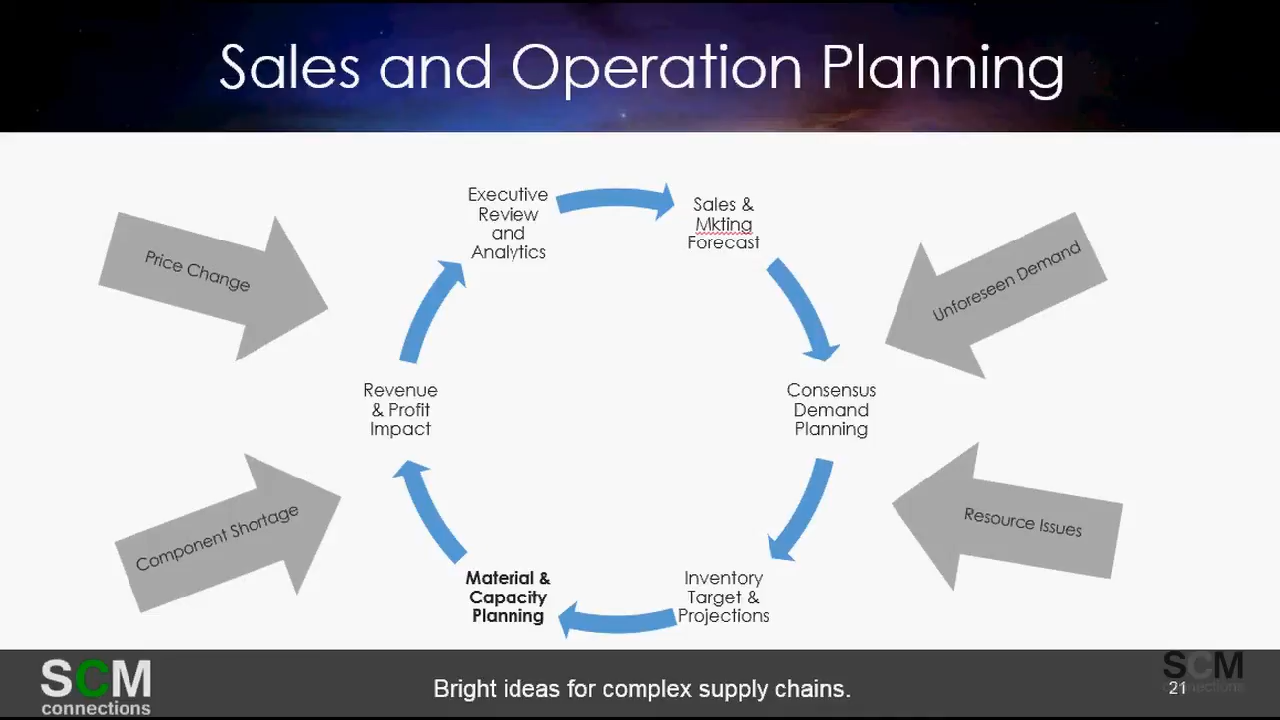 Sales and Operation Planning
Executive
Review
and
Analytics
Sales &
Mkting
Forecast
Price Change
Unforeseen Demand
Revenue
& Profit
Impact
Consensus
Demand
Planning
Component Shortage
Resource Issues
Material &
Capacity
Planning
Inventory
Target &
Projections
SCM
connections
Bright ideas for complex supply chains.
SCM
connections
21